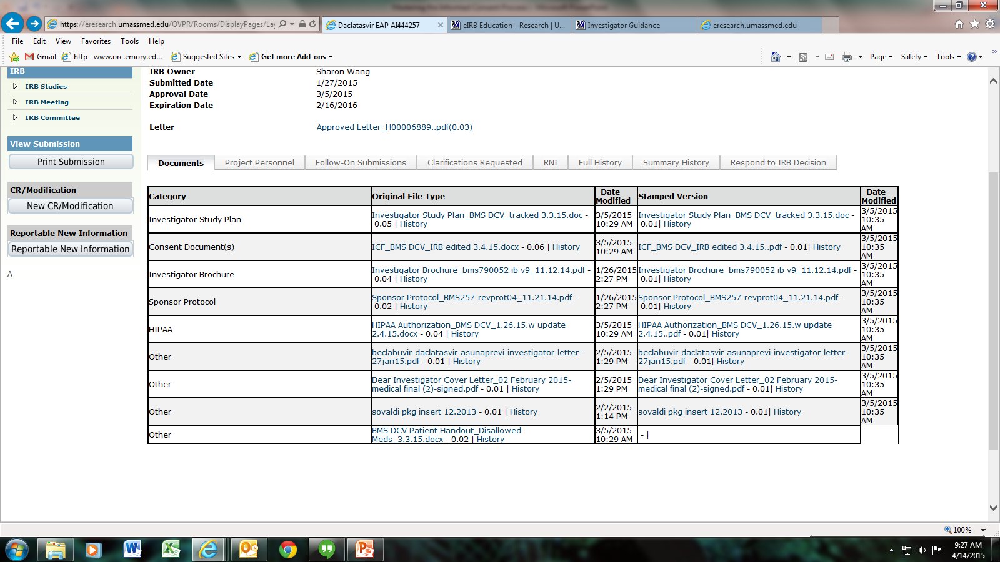 Mastering the Informed Consent Process - Microsoft PowerPoint
https://eresearch.umassmed.edu/OVPR/Rooms/DisplayPages/La
Daclatasvir EAP AI444257
eIRB Education - Research | U...
Investigator Guidance
eresearch.umassmed.edu
File Edit View Favorites Tools Help
Gmail http--www.orc.emory.ed... Suggested Sites Get more Add-ons
Page Safety Tools
IRB
IRB Studies
IRB Meeting
IRB Committee
View Submission
Print Submission
CR/Modification
New CR/Modification
Reportable New Information
Reportable New Information
A
IRB Owner Sharon Wang
Submitted Date 1/27/2015
Approval Date 3/5/2015
Expiration Date 2/16/2016
Letter Approved Letter_H00006889..pdf(0.03)
Documents Project Personnel Follow-On Submissions Clarifications Requested RNI Full History Summary History Respond to IRB Decision
Category Original File Type Date Modified Stamped Version Date Modified
Investigator Study Plan
Investigator Study Plan_BMS DCV_tracked 3.3.15.doc -
0.05 | History
3/5/2015
10:29 AM
Investigator Study Plan_BMS DCV_tracked 3.3.15.doc -
0.01| History
3/5/2015
10:35
AM
Consent Document(s)
ICF_BMS DCV_IRB edited 3.4.15.docx - 0.06 | History
3/5/2015
10:29 AM
ICF_BMS DCV_IRB edited 3.4.15..pdf - 0.01| History
3/5/2015
10:35
AM
Investigator Brochure
Investigator Brochure_bms790052 ib v9_11.12.14.pdf -
0.04 | History
1/26/2015
2:27 PM
Investigator Brochure_bms790052 ib v9_11.12.14.pdf -
0.01| History
3/5/2015
10:35
AM
Sponsor Protocol
Sponsor Protocol_BMS257-revprot04_11.21.14.pdf -
0.02 | History
1/26/2015
2:27 PM
Sponsor Protocol_BMS257-revprot04_11.21.14.pdf -
0.01| History
3/5/2015
10:35
AM
HIPAA
HIPAA Authorization_BMS DCV_1.26.15.w update
2.4.15.docx - 0.04 | History
3/5/2015
10:29 AM
HIPAA Authorization_BMS DCV_1.26.15.w update
2.4.15..pdf - 0.01| History
3/5/2015
10:35
AM
Other
beclabuvir-daclatasvir-asunaprevi-investigator-letter-
27jan15.pdf - 0.01 | History
2/5/2015
1:29 PM
beclabuvir-daclatasvir-asunaprevi-investigator-letter-
27jan15.pdf - 0.01| History
3/5/2015
10:35
AM
Other
Dear Investigator Cover Letter_02 February 2015-
medical final (2)-signed.pdf - 0.01 | History
2/5/2015
1:29 PM
Dear Investigator Cover Letter_02 February 2015-
medical final (2)-signed.pdf - 0.01| History
3/5/2015
10:35
AM
Other
sovaldi pkg insert 12.2013 - 0.01 | History
2/2/2015
1:14 PM
sovaldi pkg insert 12.2013 - 0.01| History
3/5/2015
10:35
AM
Other
BMS DCV Patient Handout_Disallowed
Meds_3.3.15.docx - 0.02 | History
3/5/2015
10:29 AM
- |
100%
9:27 AM
4/14/2015